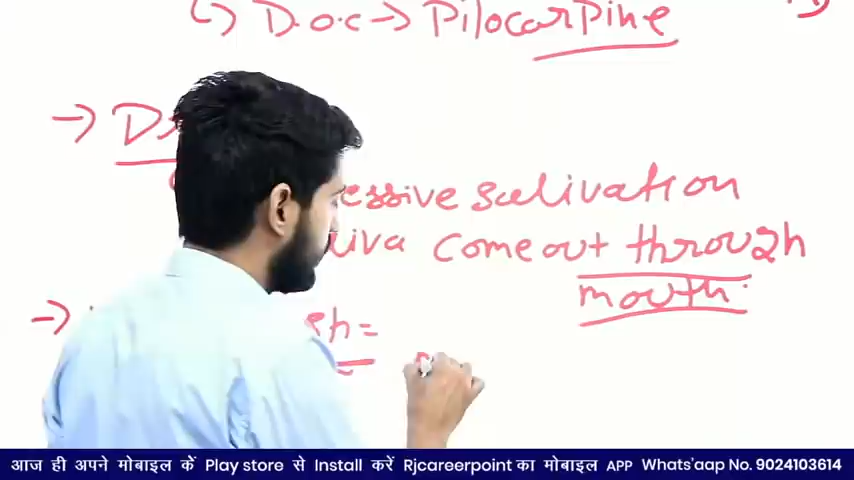 ↳ D.O.C → Pilocarpine
→ D
essive salivation
liva come out through
mouth.
→ sh =
आज ही अपने मोबाइल कें Play store से Install करें Rjcareerpoint का मोबाइल APP Whats'aap No. 9024103614